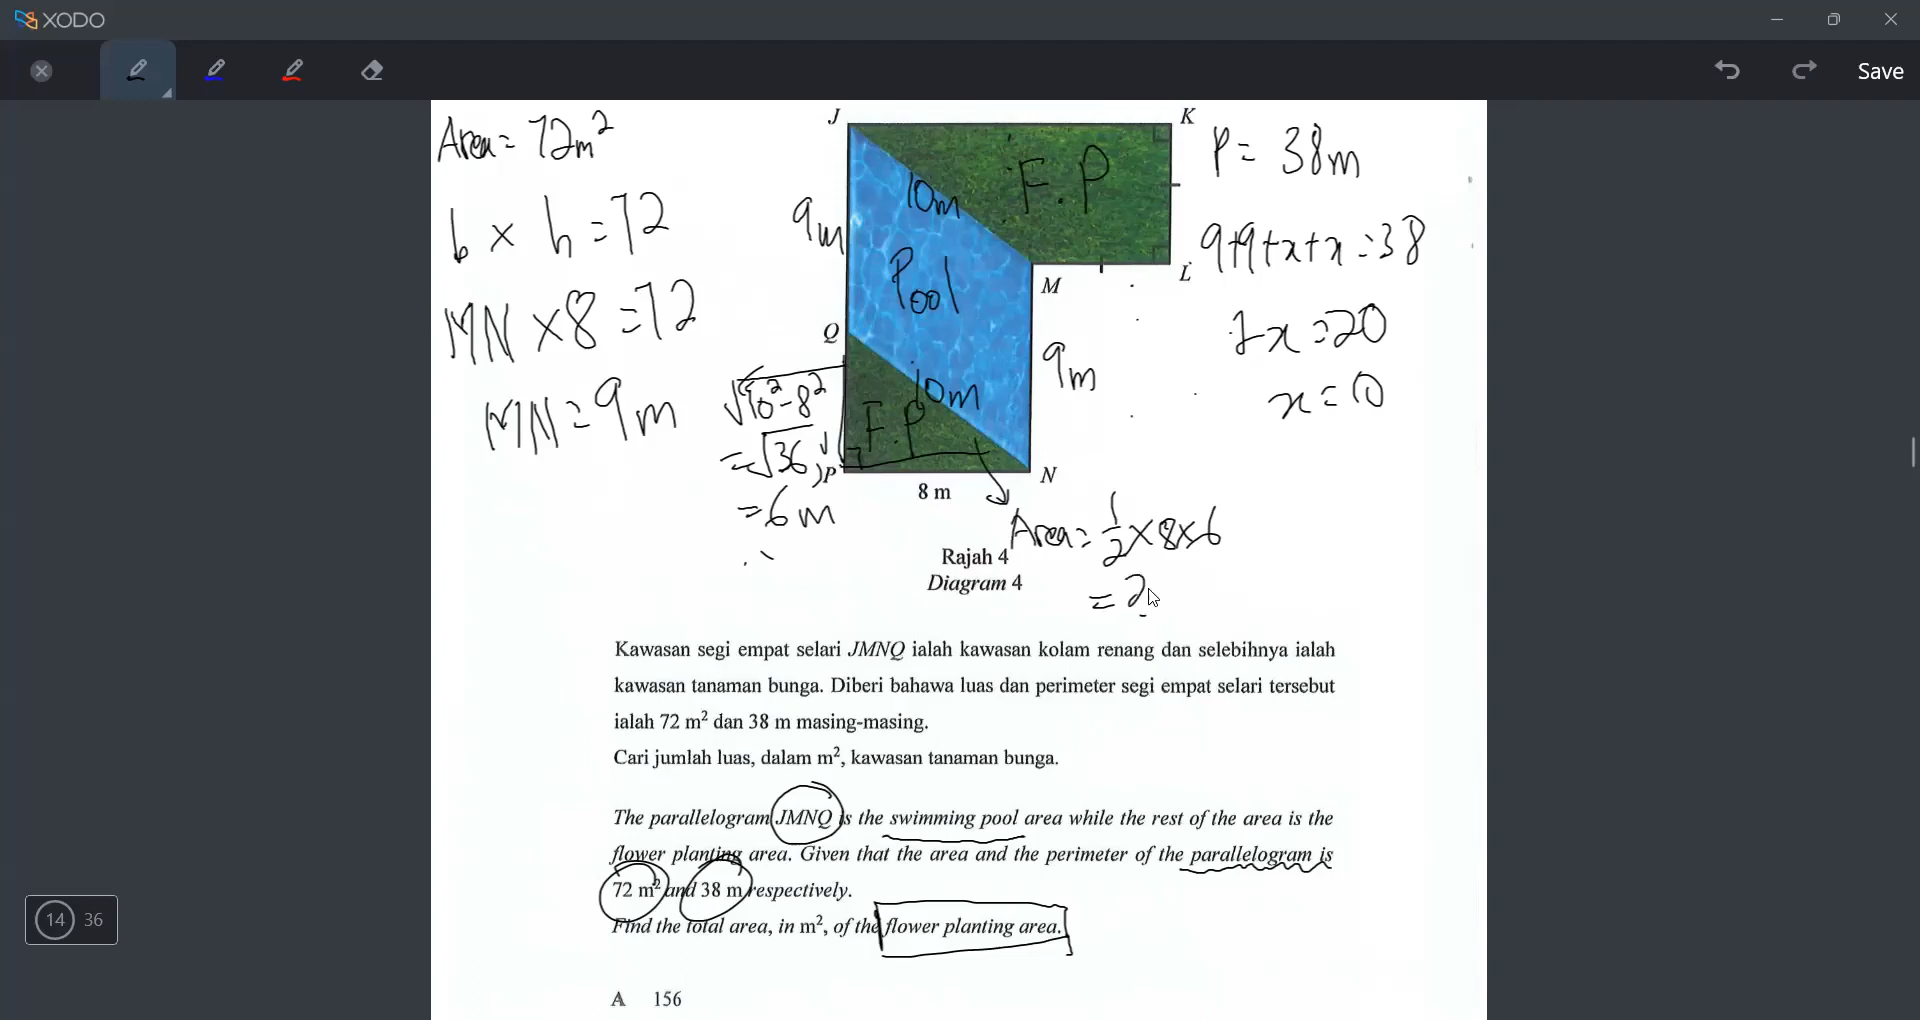 XODO
Save
Area = 72m²
b × h = 72
MN × 8 = 72
MN = 9m
J
K
L
M
N
P
Q
9m
10m
F.P
Pool
10m
F.P
9m
8 m
P = 38m
9+9+x+x = 38
2x = 20
x = 10
√10²-8²
= √36
= 6m
Area = 1/2 × 8 × 6
= 2
Rajah 4
Diagram 4
Kawasan segi empat selari JMNQ ialah kawasan kolam renang dan selebihnya ialah
kawasan tanaman bunga. Diberi bahawa luas dan perimeter segi empat selari tersebut
ialah 72 m² dan 38 m masing-masing.
Cari jumlah luas, dalam m², kawasan tanaman bunga.
The parallelogram JMNQ is the swimming pool area while the rest of the area is the
flower planting area. Given that the area and the perimeter of the parallelogram is
72 m² and 38 m respectively.
Find the total area, in m², of the flower planting area.
A 156
14 36